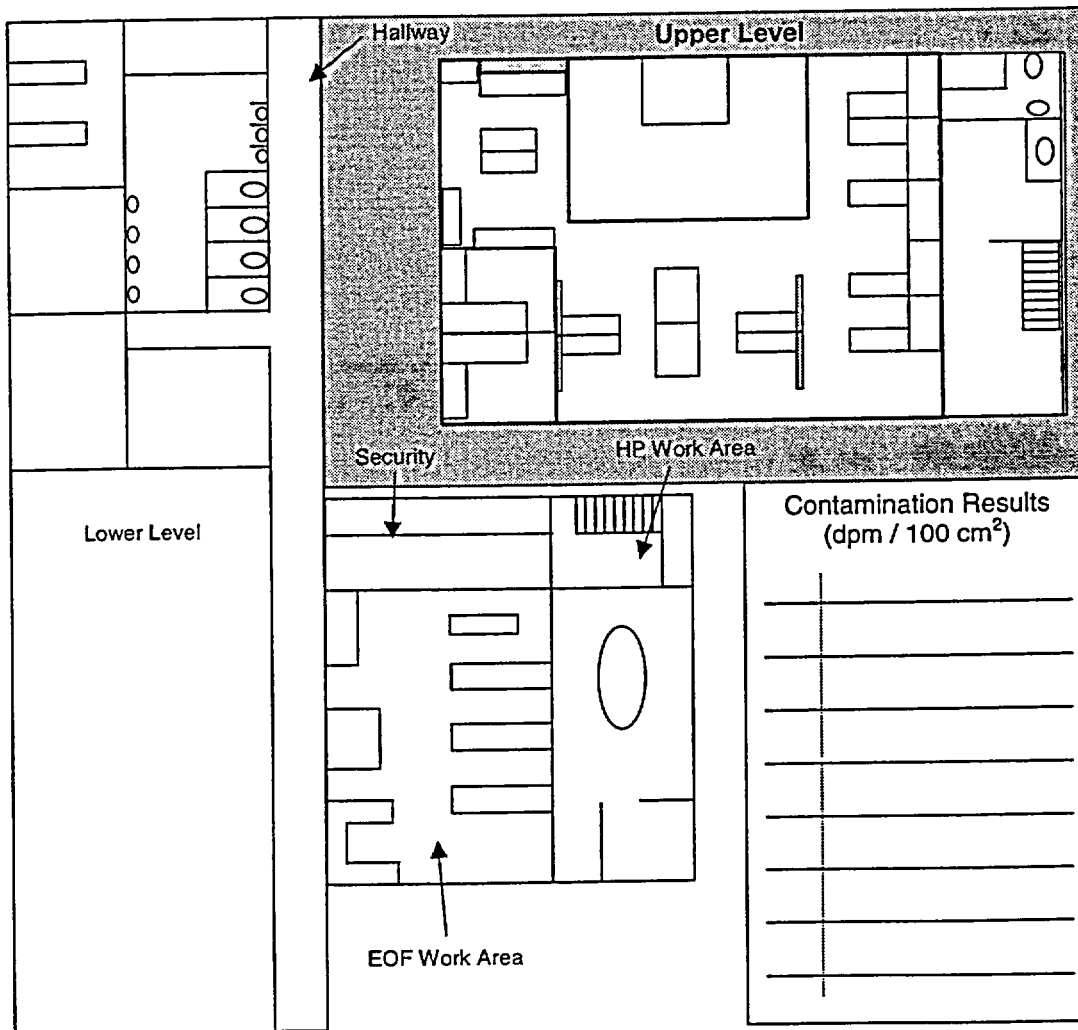 Hallway
Upper Level
Security
HP Work Area
Lower Level
Contamination Results
(dpm / 100 cm²)
EOF Work Area